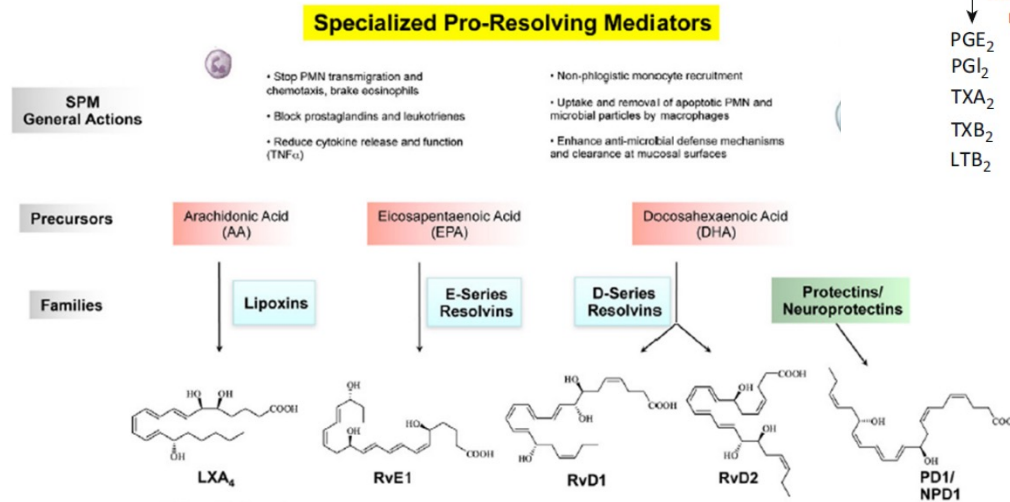 Specialized Pro-Resolving Mediators
PGE2
PGI2
TXA2
TXB2
LTB2
SPM
General Actions
• Stop PMN transmigration and
chemotaxis, brake eosinophils
• Block prostaglandins and leukotrienes
• Reduce cytokine release and function
(TNFα)
• Non-phlogistic monocyte recruitment
• Uptake and removal of apoptotic PMN and
microbial particles by macrophages
• Enhance anti-microbial defense mechanisms
and clearance at mucosal surfaces
Precursors
Arachidonic Acid
(AA)
Eicosapentaenoic Acid
(EPA)
Docosahexaenoic Acid
(DHA)
Families
Lipoxins
E-Series
Resolvins
D-Series
Resolvins
Protectins/
Neuroprotectins
HO OH
COOH
OH
LXA4
OH
OH
HO
COOH
RvE1
HO
OH
COOH
HO
RvD1
OH
COOH
OH
HO
RvD2
OH
OH
COO
PD1/
NPD1